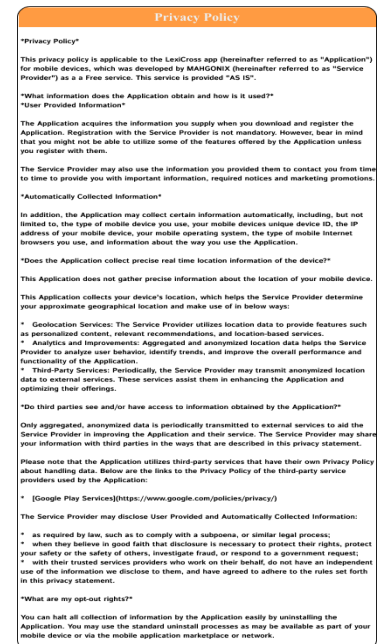 Privacy Policy
*Privacy Policy*
This privacy policy is applicable to the LexiCross app (hereinafter referred to as "Application")
for mobile devices, which was developed by MAHGONIX (hereinafter referred to as "Service
Provider") as a a Free service. This service is provided "AS IS".
*What information does the Application obtain and how is it used?*
*User Provided Information*
The Application acquires the information you supply when you download and register the
Application. Registration with the Service Provider is not mandatory. However, bear in mind
that you might not be able to utilize some of the features offered by the Application unless
you register with them.
The Service Provider may also use the information you provided them to contact you from time
to time to provide you with important information, required notices and marketing promotions.
*Automatically Collected Information*
In addition, the Application may collect certain information automatically, including, but not
limited to, the type of mobile device you use, your mobile devices unique device ID, the IP
address of your mobile device, your mobile operating system, the type of mobile Internet
browsers you use, and information about the way you use the Application.
*Does the Application collect precise real time location information of the device?*
This Application does not gather precise information about the location of your mobile device.
This Application collects your device's location, which helps the Service Provider determine
your approximate geographical location and make use of in below ways:
* Geolocation Services: The Service Provider utilizes location data to provide features such
as personalized content, relevant recommendations, and location-based services.
* Analytics and Improvements: Aggregated and anonymized location data helps the Service
Provider to analyze user behavior, identify trends, and improve the overall performance and
functionality of the Application.
* Third-Party Services: Periodically, the Service Provider may transmit anonymized location
data to external services. These services assist them in enhancing the Application and
optimizing their offerings.
*Do third parties see and/or have access to information obtained by the Application?*
Only aggregated, anonymized data is periodically transmitted to external services to aid the
Service Provider in improving the Application and their service. The Service Provider may share
your information with third parties in the ways that are described in this privacy statement.
Please note that the Application utilizes third-party services that have their own Privacy Policy
about handling data. Below are the links to the Privacy Policy of the third-party service
providers used by the Application:
* [Google Play Services](https://www.google.com/policies/privacy/)
The Service Provider may disclose User Provided and Automatically Collected Information:
* as required by law, such as to comply with a subpoena, or similar legal process;
* when they believe in good faith that disclosure is necessary to protect their rights, protect
your safety or the safety of others, investigate fraud, or respond to a government request;
* with their trusted services providers who work on their behalf, do not have an independent
use of the information we disclose to them, and have agreed to adhere to the rules set forth
in this privacy statement.
*What are my opt-out rights?*
You can halt all collection of information by the Application easily by uninstalling the
Application. You may use the standard uninstall processes as may be available as part of your
mobile device or via the mobile application marketplace or network.